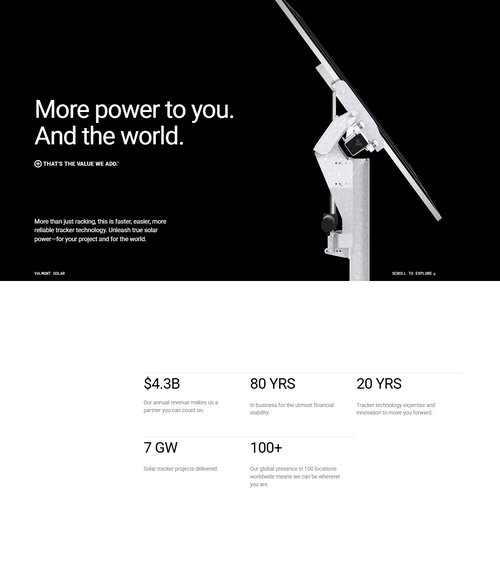 More power to you.
And the world.
THAT'S THE VALUE WE ADD.
More than just racking, this is faster, easier, more
reliable tracker technology. Unleash true solar
power—for your project and for the world.
VALMONT SOLAR
SCROLL TO EXPLORE ↓
$4.3B
Our annual revenue makes us a
partner you can count on.
80 YRS
In business for the utmost financial
stability.
20 YRS
Tracker technology expertise and
innovation to move you forward.
7 GW
Solar tracker projects delivered.
100+
Our global presence in 100 locations
worldwide means we can be wherever
you are.